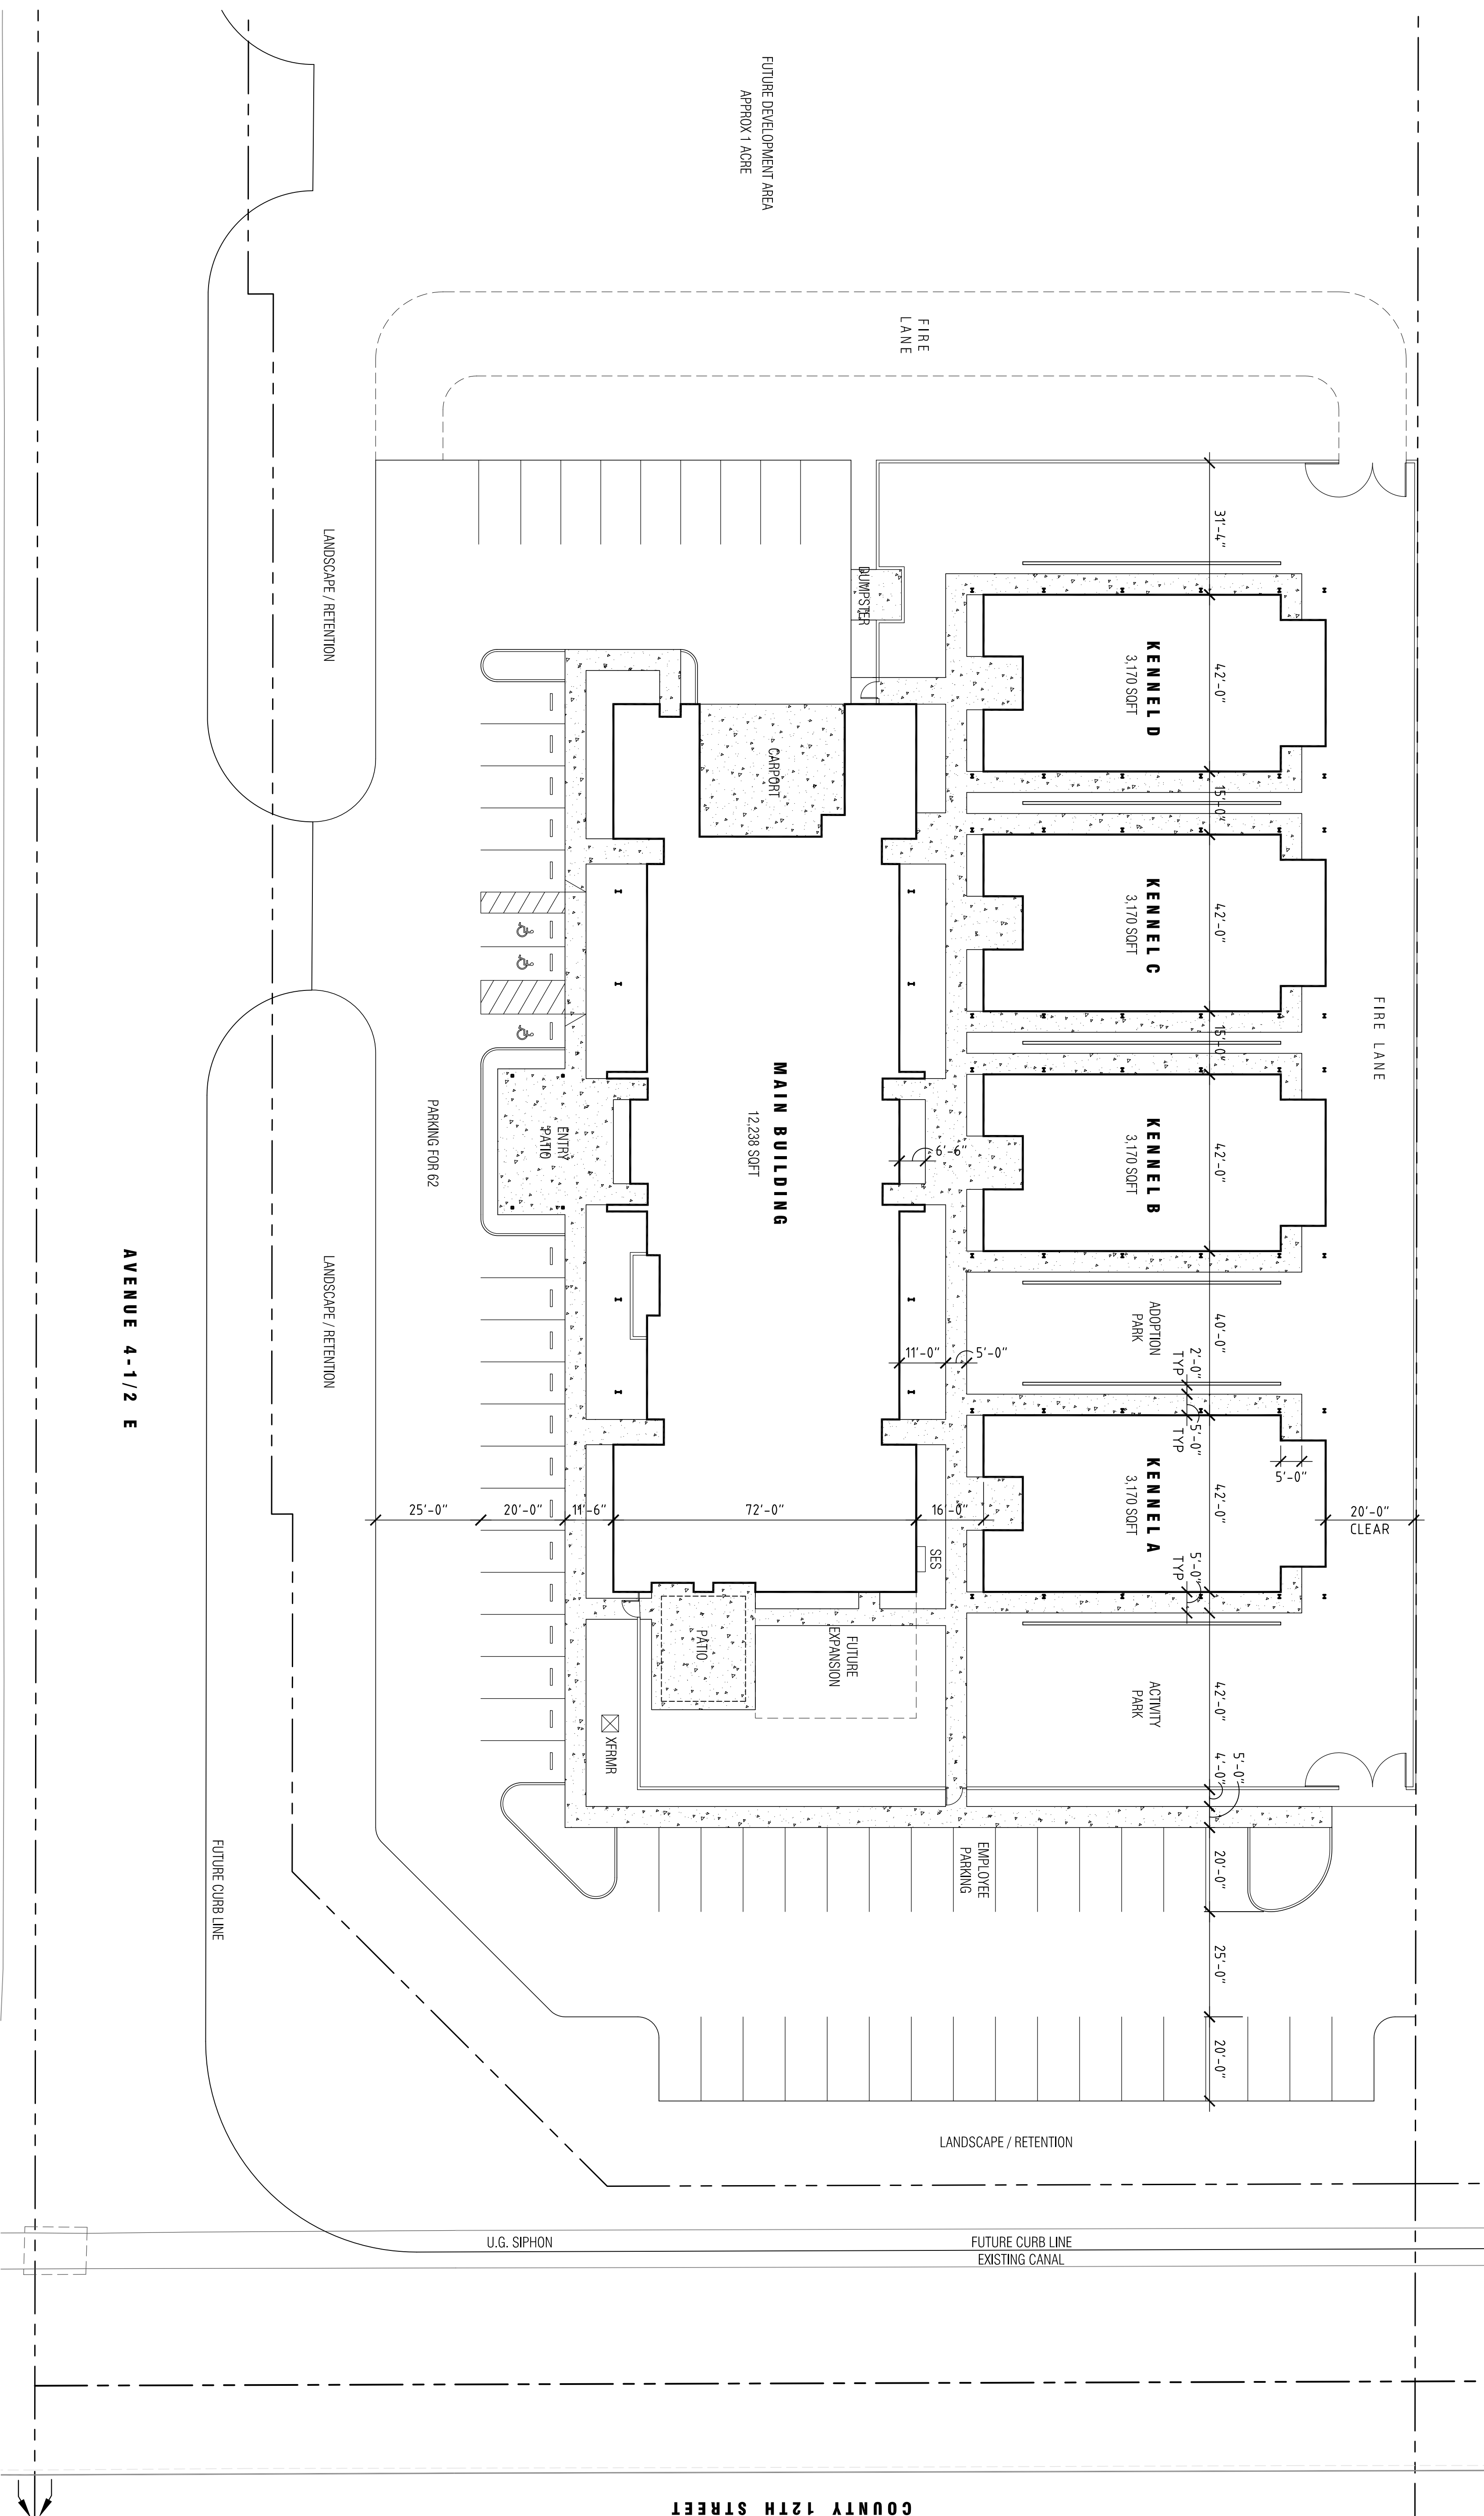 FUTURE DEVELOPMENT AREA
APPROX 1 ACRE
FIRE
LANE
LANDSCAPE / RETENTION
DUMPSTER
31'-4"
KENNEL D
3,170 SQFT
42'-0"
CARPORT
15'-0"
KENNEL C
3,170 SQFT
42'-0"
FIRE LANE
15'-0"
MAIN BUILDING
12,238 SQFT
PARKING FOR 62
ENTRY
PATIO
6'-6"
KENNEL B
3,170 SQFT
42'-0"
AVENUE 4-1/2 E
LANDSCAPE / RETENTION
ADOPTION
PARK
40'-0"
2'-0"
TYP
11'-0"
5'-0"
5'-0"
TYP
KENNEL A
3,170 SQFT
42'-0"
5'-0"
25'-0"
20'-0"
11'-6"
72'-0"
16'-0"
20'-0"
CLEAR
SES
5'-0"
TYP
PATIO
FUTURE
EXPANSION
ACTIVITY
PARK
42'-0"
XFRMR
4'-0"
5'-0"
FUTURE CURB LINE
EMPLOYEE
PARKING
20'-0"
25'-0"
20'-0"
LANDSCAPE / RETENTION
U.G. SIPHON
FUTURE CURB LINE
EXISTING CANAL
COUNTY 12TH STREET